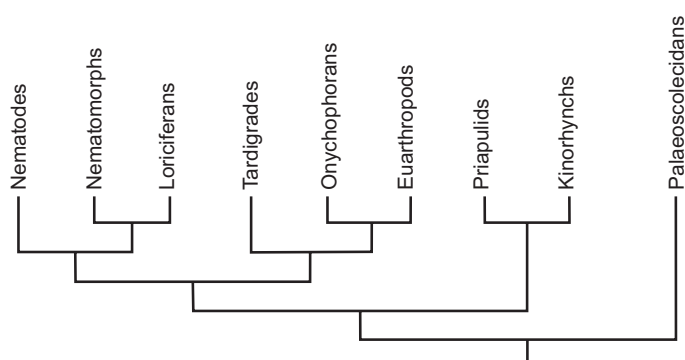 Nematodes
Nematomorphs
Loriciferans
Tardigrades
Onychophorans
Euarthropods
Priapulids
Kinorhynchs
Palaeoscolecidans